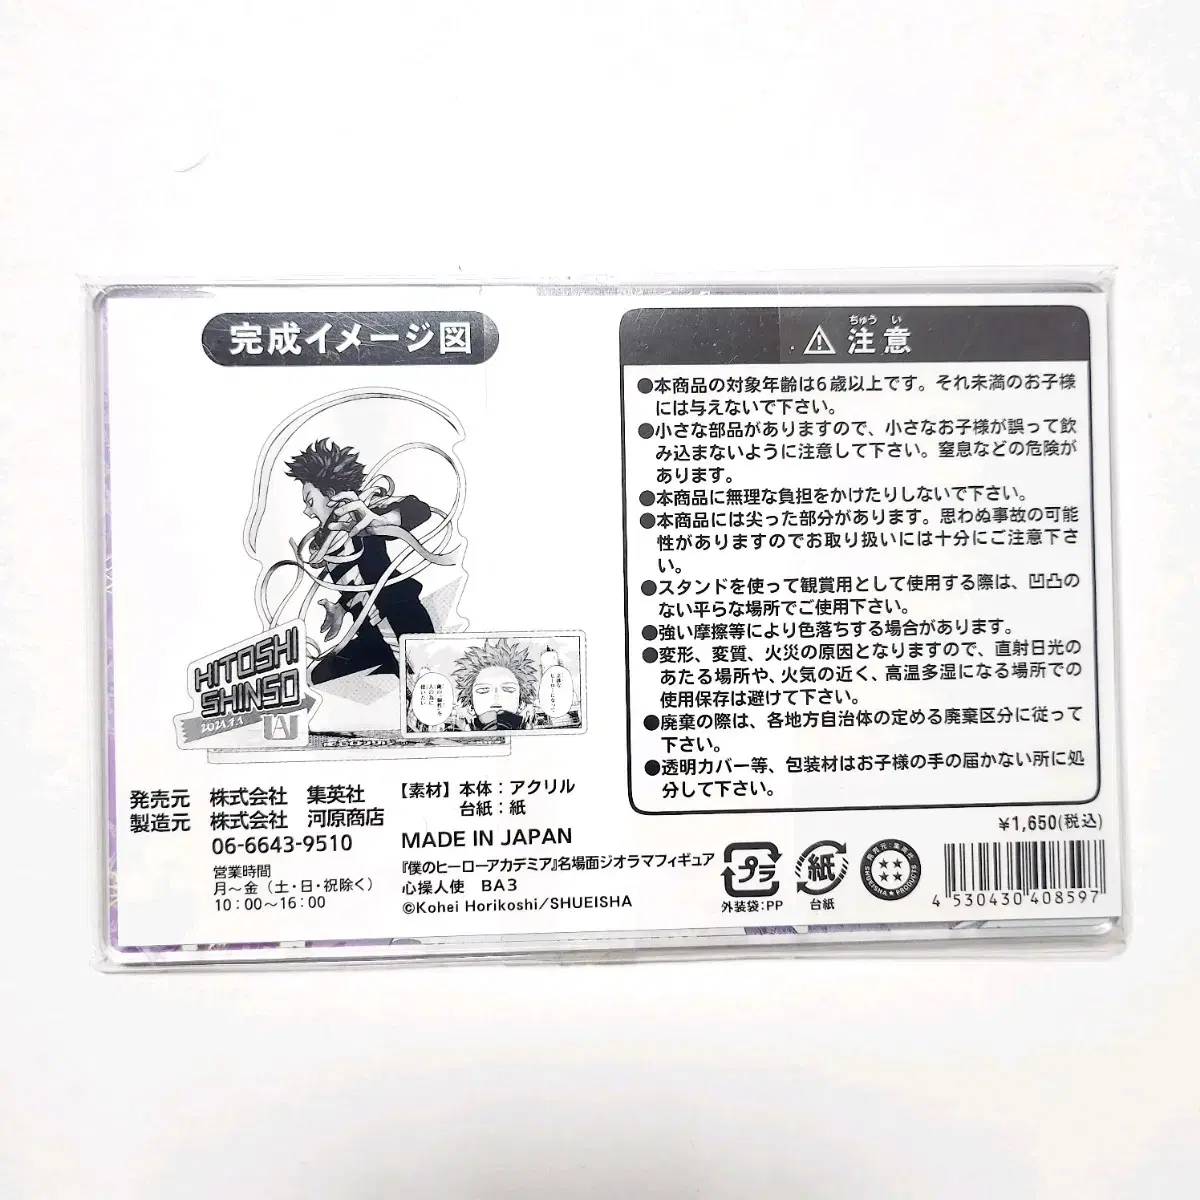 完成イメージ図
HITOSHI
SHINSO
UA
発売元 株式会社 集英社
製造元 株式会社 河原商店
06-6643-9510
営業時間
月～金(土・日・祝除く)
10：00～16：00
【素材】本体：アクリル
台紙：紙
MADE IN JAPAN
『僕のヒーローアカデミア』名場面ジオラマフィギュア
心操人使 BA3
©Kohei Horikoshi/SHUEISHA
ちゅう い
⚠ 注意
●本商品の対象年齢は6歳以上です。それ未満のお子様
には与えないで下さい。
●小さな部品がありますので、小さなお子様が誤って飲
み込まないように注意して下さい。窒息などの危険が
あります。
●本商品に無理な負担をかけたりしないで下さい。
●本商品には尖った部分があります。思わぬ事故の可能
性がありますのでお取り扱いには十分にご注意下さ
い。
●スタンドを使って観賞用として使用する際は、凹凸の
ない平らな場所でご使用下さい。
●強い摩擦等により色落ちする場合があります。
●変形、変質、火災の原因となりますので、直射日光の
あたる場所や、火気の近く、高温多湿になる場所での
使用保存は避けて下さい。
●廃棄の際は、各地方自治体の定める廃棄区分に従って
下さい。
●透明カバー等、包装材はお子様の手の届かない所に処
分して下さい。
¥1,650(税込)
プラ
外装袋：PP
紙
台紙
発売元：集英社
SHUEISHA PRODUCTS
4 530430 408597